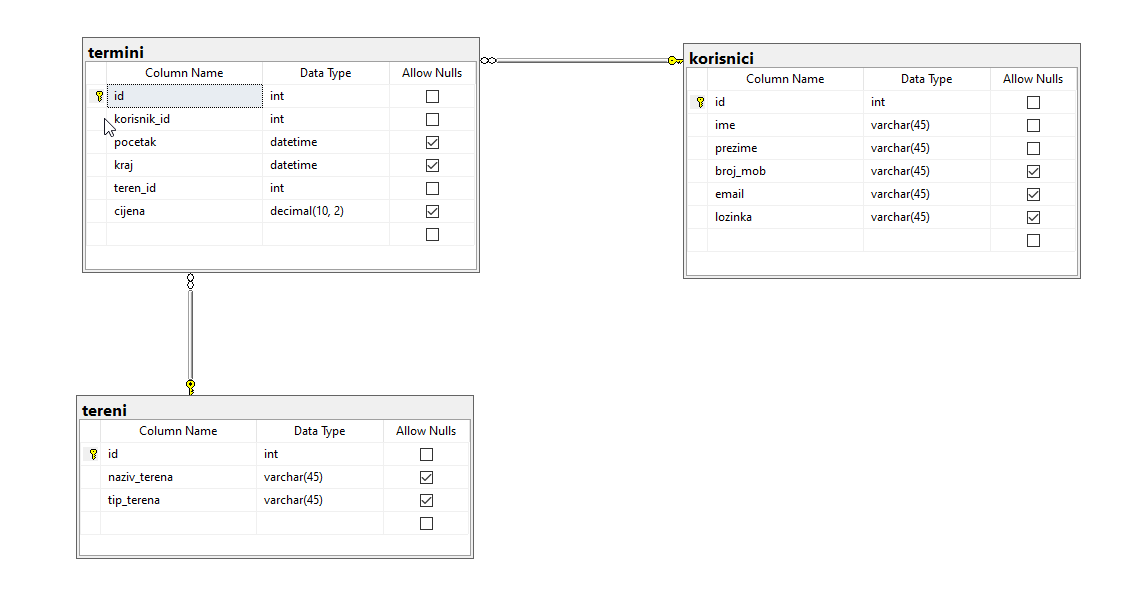 termini
Column Name Data Type Allow Nulls
id int
korisnik_id int
pocetak datetime
kraj datetime
teren_id int
cijena decimal(10, 2)
korisnici
Column Name Data Type Allow Nulls
id int
ime varchar(45)
prezime varchar(45)
broj_mob varchar(45)
email varchar(45)
lozinka varchar(45)
tereni
Column Name Data Type Allow Nulls
id int
naziv_terena varchar(45)
tip_terena varchar(45)